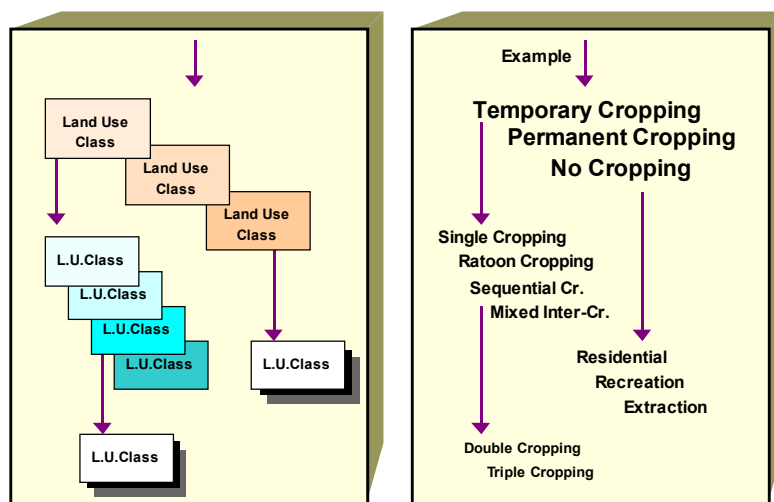 Land Use
Class
Land Use
Class
Land Use
Class
L.U.Class
L.U.Class
L.U.Class
L.U.Class
L.U.Class
L.U.Class
Example
Temporary Cropping
Permanent Cropping
No Cropping
Single Cropping
Ratoon Cropping
Sequential Cr.
Mixed Inter-Cr.
Residential
Recreation
Extraction
Double Cropping
Triple Cropping